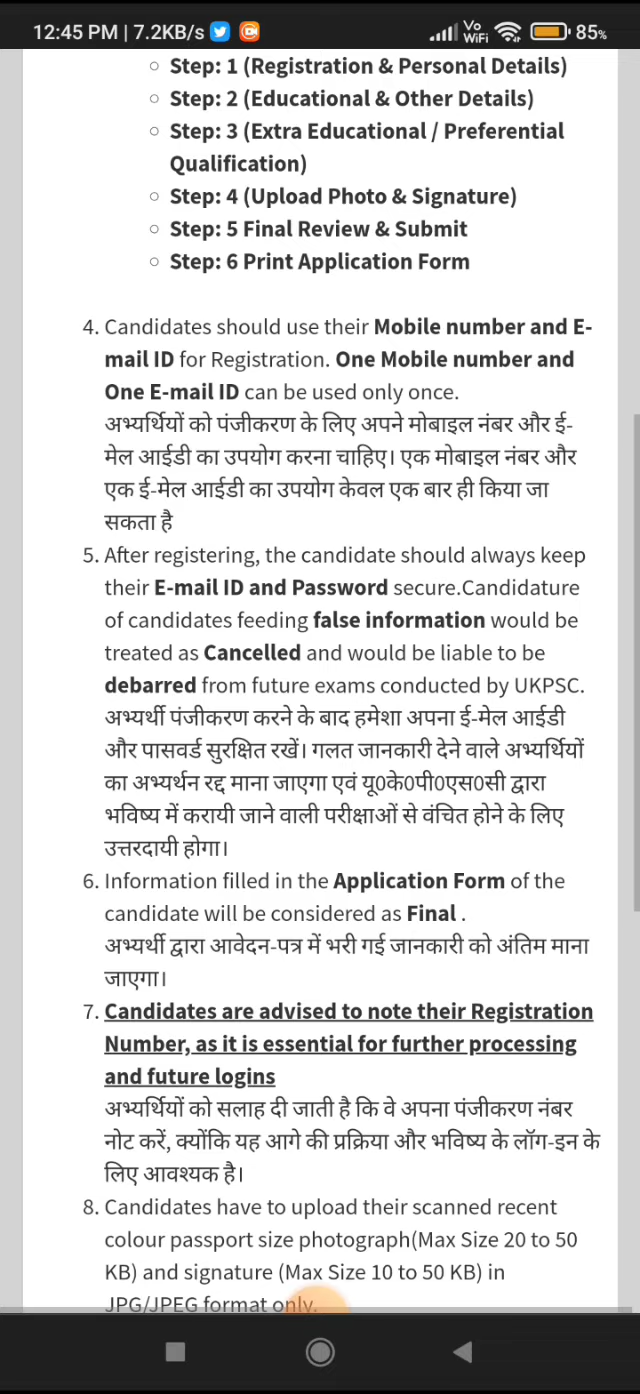 12:45 PM | 7.2KB/s
Vo
WiFi
85%
Step: 1 (Registration & Personal Details)
Step: 2 (Educational & Other Details)
Step: 3 (Extra Educational / Preferential
Qualification)
Step: 4 (Upload Photo & Signature)
Step: 5 Final Review & Submit
Step: 6 Print Application Form
4. Candidates should use their Mobile number and E-
mail ID for Registration. One Mobile number and
One E-mail ID can be used only once.
अभ्यर्थियों को पंजीकरण के लिए अपने मोबाइल नंबर और ई-
मेल आईडी का उपयोग करना चाहिए। एक मोबाइल नंबर और
एक ई-मेल आईडी का उपयोग केवल एक बार ही किया जा
सकता है
5. After registering, the candidate should always keep
their E-mail ID and Password secure.Candidature
of candidates feeding false information would be
treated as Cancelled and would be liable to be
debarred from future exams conducted by UKPSC.
अभ्यर्थी पंजीकरण करने के बाद हमेशा अपना ई-मेल आईडी
और पासवर्ड सुरक्षित रखें। गलत जानकारी देने वाले अभ्यर्थियों
का अभ्यर्थन रद्द माना जाएगा एवं यू0के0पी0एस0सी द्वारा
भविष्य में करायी जाने वाली परीक्षाओं से वंचित होने के लिए
उत्तरदायी होगा।
6. Information filled in the Application Form of the
candidate will be considered as Final .
अभ्यर्थी द्वारा आवेदन-पत्र में भरी गई जानकारी को अंतिम माना
जाएगा।
7. Candidates are advised to note their Registration
Number, as it is essential for further processing
and future logins
अभ्यर्थियों को सलाह दी जाती है कि वे अपना पंजीकरण नंबर
नोट करें, क्योंकि यह आगे की प्रक्रिया और भविष्य के लॉग-इन के
लिए आवश्यक है।
8. Candidates have to upload their scanned recent
colour passport size photograph(Max Size 20 to 50
KB) and signature (Max Size 10 to 50 KB) in
JPG/JPEG format only.